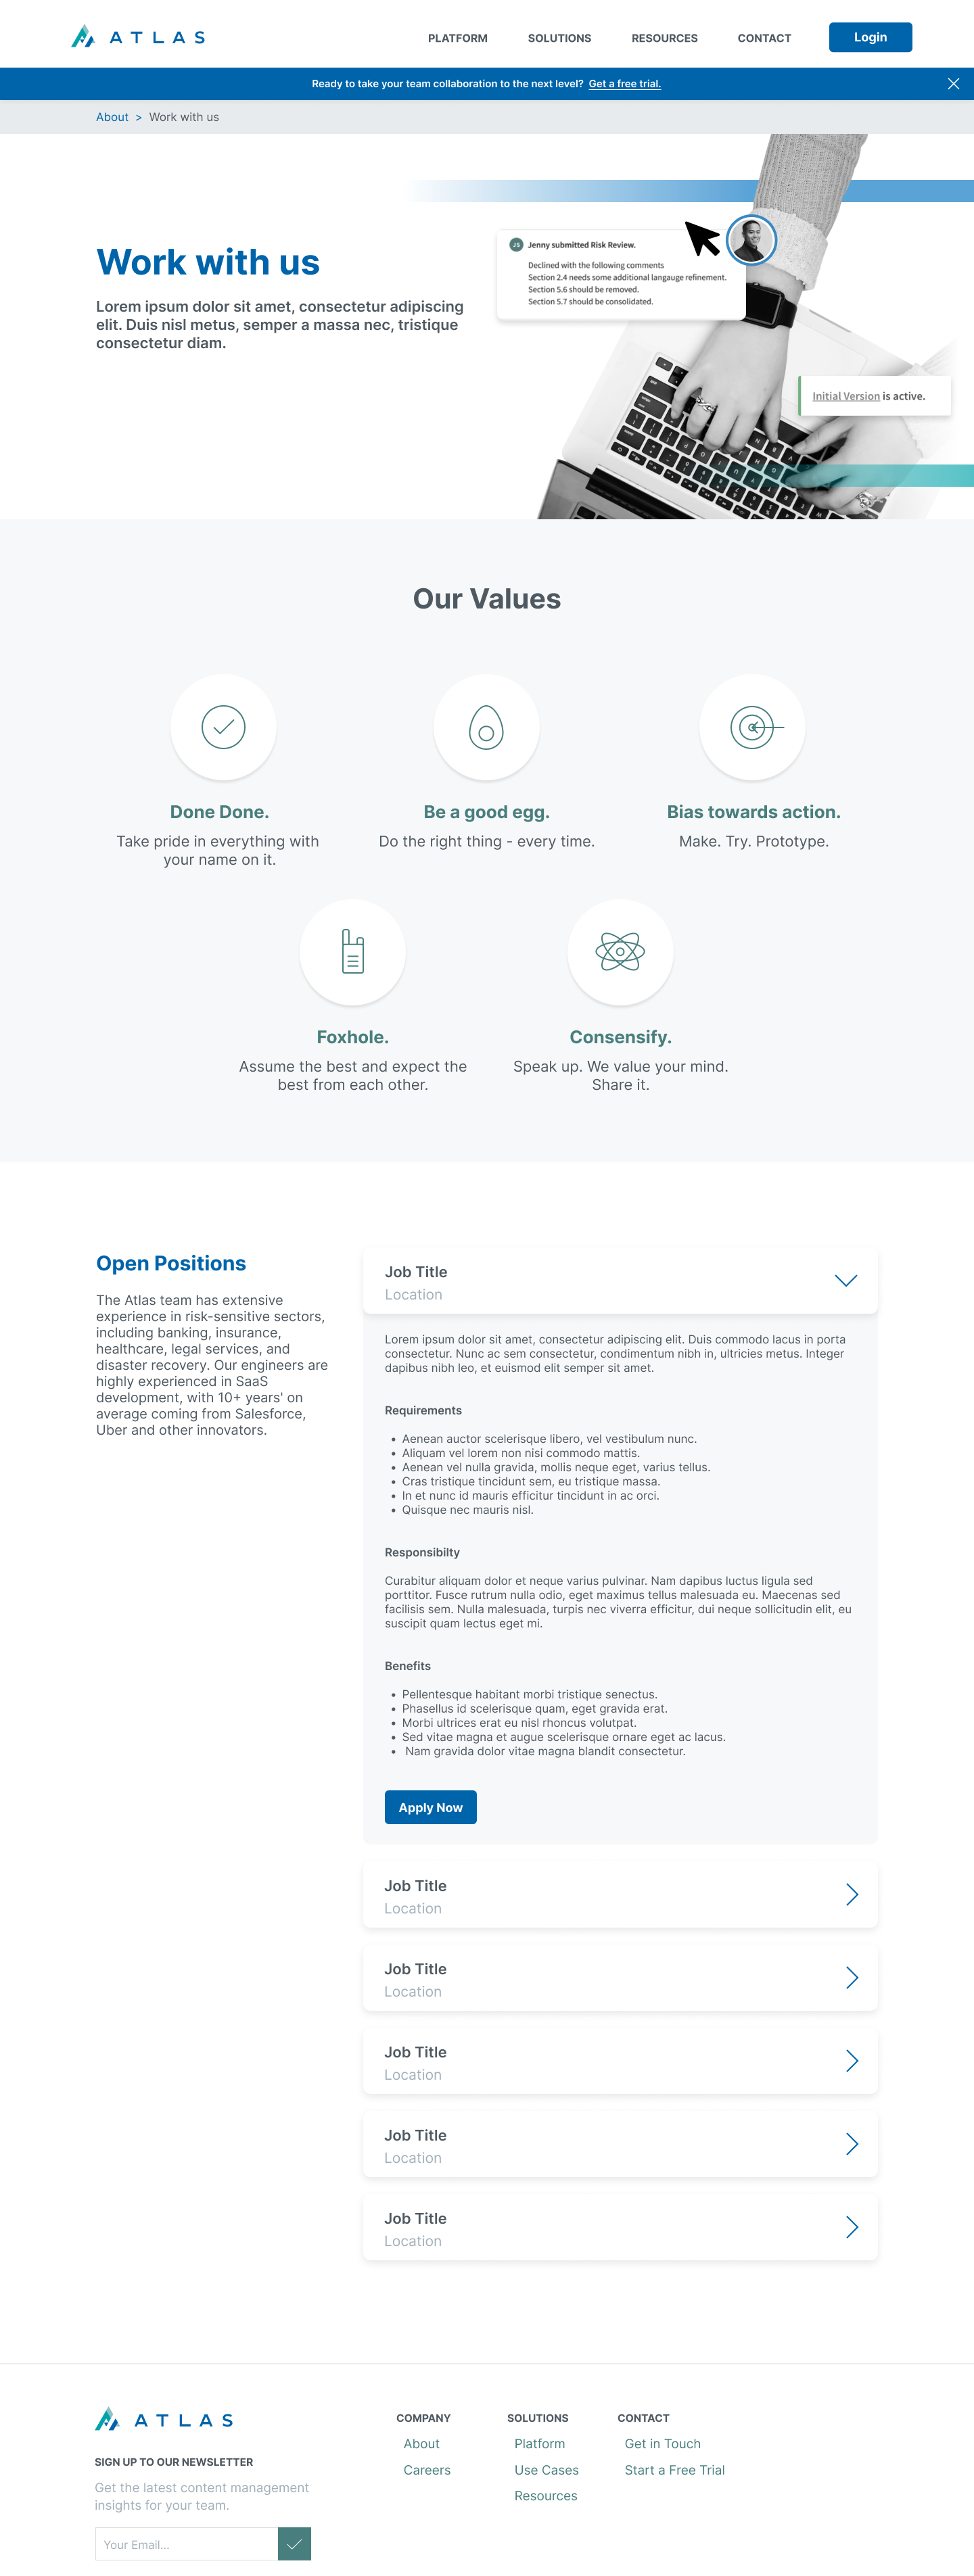 ATLAS
PLATFORM
SOLUTIONS
RESOURCES
CONTACT
Login
Ready to take your team collaboration to the next level? Get a free trial.
About > Work with us
Work with us
Lorem ipsum dolor sit amet, consectetur adipiscing
elit. Duis nisl metus, semper a massa nec, tristique
consectetur diam.
JS Jenny submitted Risk Review.
Declined with the following comments
Section 2.4 needs some additional langauge refinement.
Section 5.6 should be removed.
Section 5.7 should be consolidated.
Initial Version is active.
Our Values
Done Done.
Take pride in everything with
your name on it.
Be a good egg.
Do the right thing - every time.
Bias towards action.
Make. Try. Prototype.
Foxhole.
Assume the best and expect the
best from each other.
Consensify.
Speak up. We value your mind.
Share it.
Open Positions
The Atlas team has extensive
experience in risk-sensitive sectors,
including banking, insurance,
healthcare, legal services, and
disaster recovery. Our engineers are
highly experienced in SaaS
development, with 10+ years' on
average coming from Salesforce,
Uber and other innovators.
Job Title
Location
Lorem ipsum dolor sit amet, consectetur adipiscing elit. Duis commodo lacus in porta
consectetur. Nunc ac sem consectetur, condimentum nibh in, ultricies metus. Integer
dapibus nibh leo, et euismod elit semper sit amet.
Requirements
• Aenean auctor scelerisque libero, vel vestibulum nunc.
• Aliquam vel lorem non nisi commodo mattis.
• Aenean vel nulla gravida, mollis neque eget, varius tellus.
• Cras tristique tincidunt sem, eu tristique massa.
• In et nunc id mauris efficitur tincidunt in ac orci.
• Quisque nec mauris nisl.
Responsibilty
Curabitur aliquam dolor et neque varius pulvinar. Nam dapibus luctus ligula sed
porttitor. Fusce rutrum nulla odio, eget maximus tellus malesuada eu. Maecenas sed
facilisis sem. Nulla malesuada, turpis nec viverra efficitur, dui neque sollicitudin elit, eu
suscipit quam lectus eget mi.
Benefits
• Pellentesque habitant morbi tristique senectus.
• Phasellus id scelerisque quam, eget gravida erat.
• Morbi ultrices erat eu nisl rhoncus volutpat.
• Sed vitae magna et augue scelerisque ornare eget ac lacus.
• Nam gravida dolor vitae magna blandit consectetur.
Apply Now
Job Title
Location
Job Title
Location
Job Title
Location
Job Title
Location
Job Title
Location
ATLAS
SIGN UP TO OUR NEWSLETTER
Get the latest content management
insights for your team.
Your Email...
COMPANY
About
Careers
SOLUTIONS
Platform
Use Cases
Resources
CONTACT
Get in Touch
Start a Free Trial